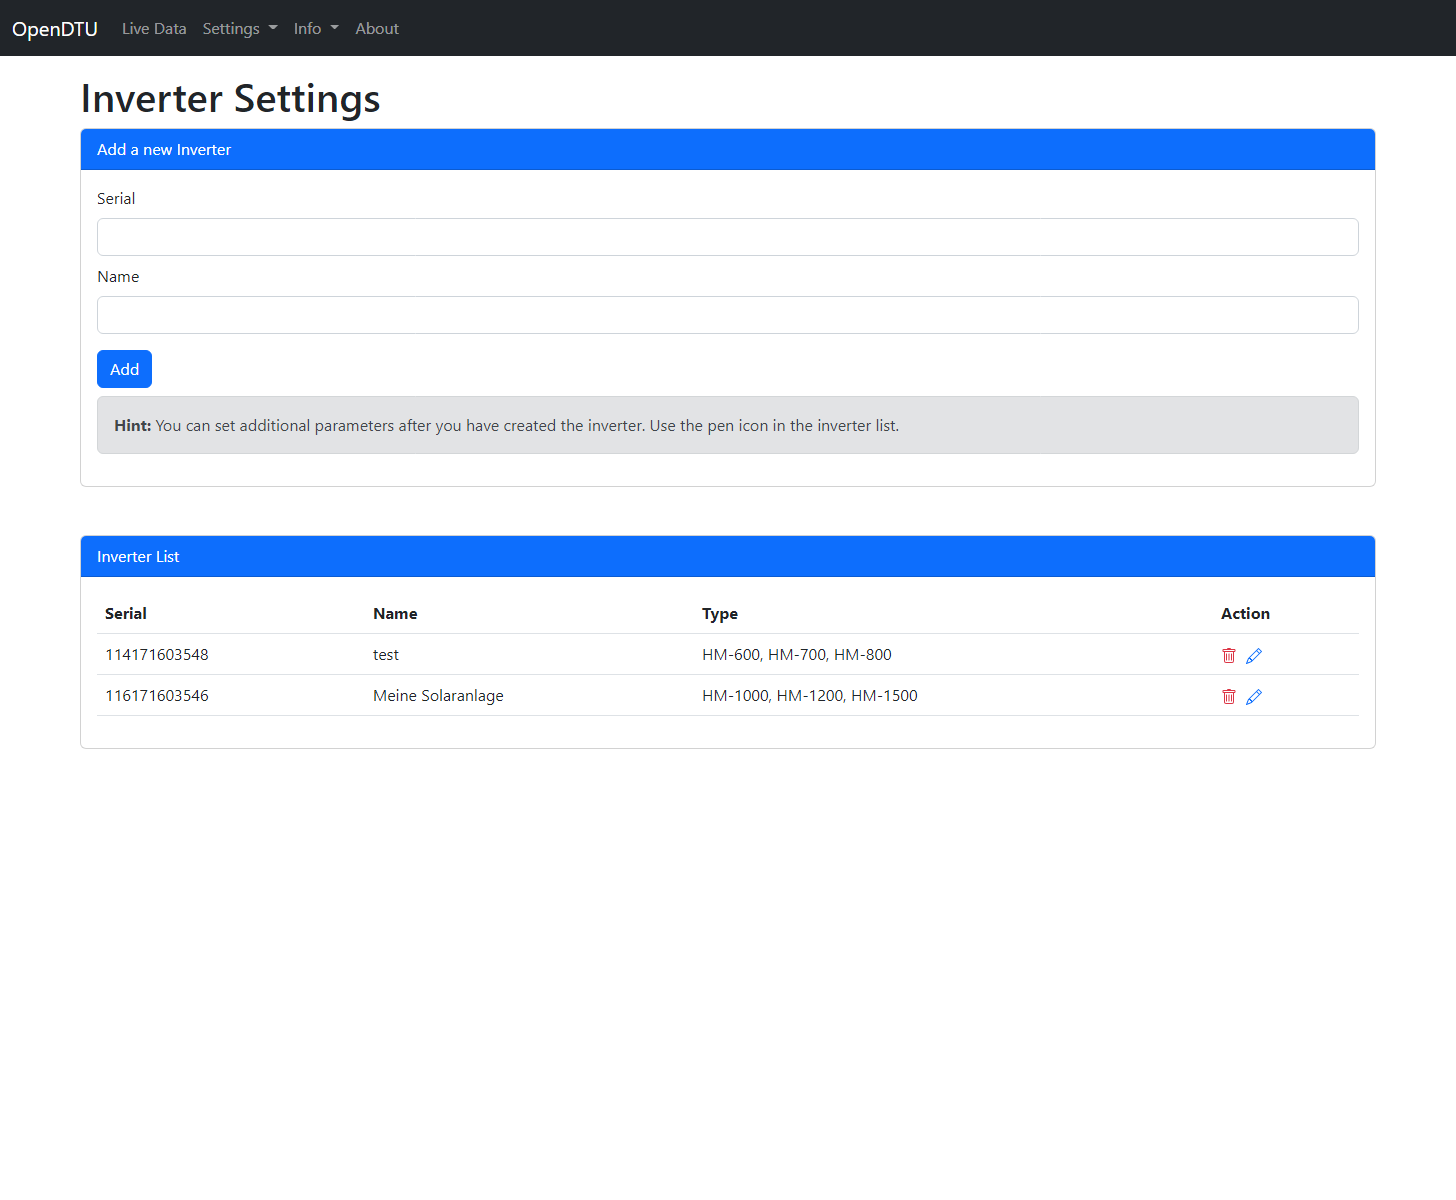 OpenDTU Live Data Settings Info About
Inverter Settings
Add a new Inverter
Serial
Name
Add
Hint: You can set additional parameters after you have created the inverter. Use the pen icon in the inverter list.
Inverter List
Serial Name Type Action
114171603548 test HM-600, HM-700, HM-800
116171603546 Meine Solaranlage HM-1000, HM-1200, HM-1500